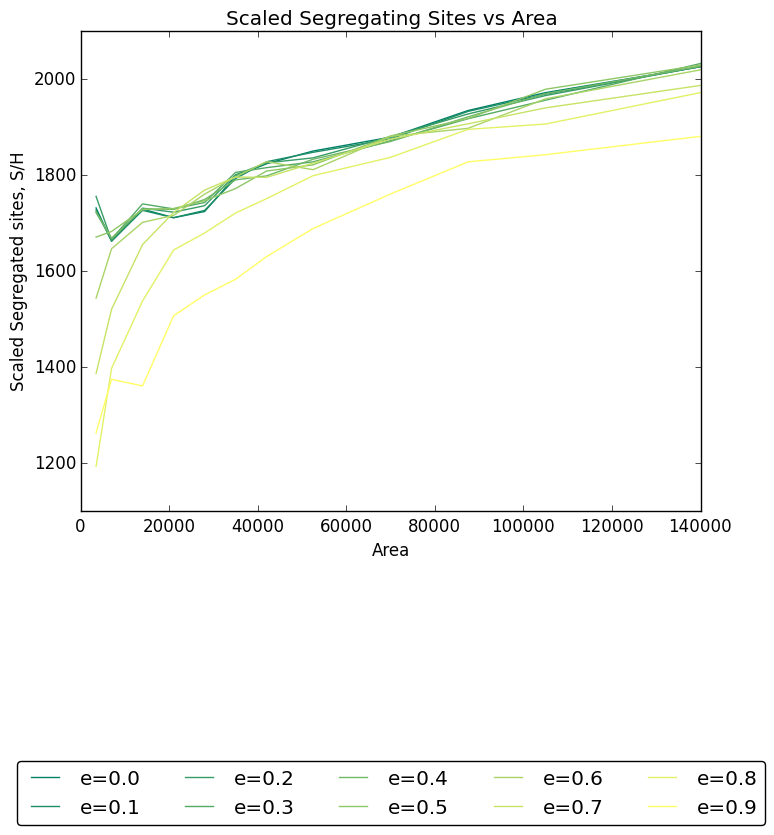 Scaled Segregating Sites vs Area
2000
1800
1600
1400
1200
Scaled Segregated sites, S/H
0 20000 40000 60000 80000 100000 120000 140000
Area
e=0.0 e=0.2 e=0.4 e=0.6 e=0.8
e=0.1 e=0.3 e=0.5 e=0.7 e=0.9